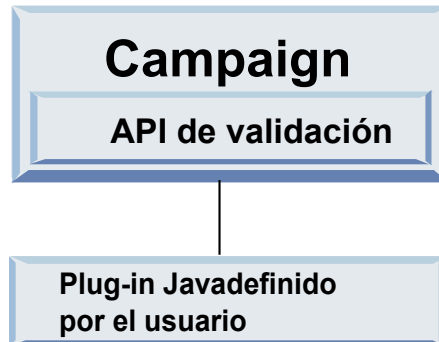 Campaign
API de validación
Plug-in Javadefinido
por el usuario